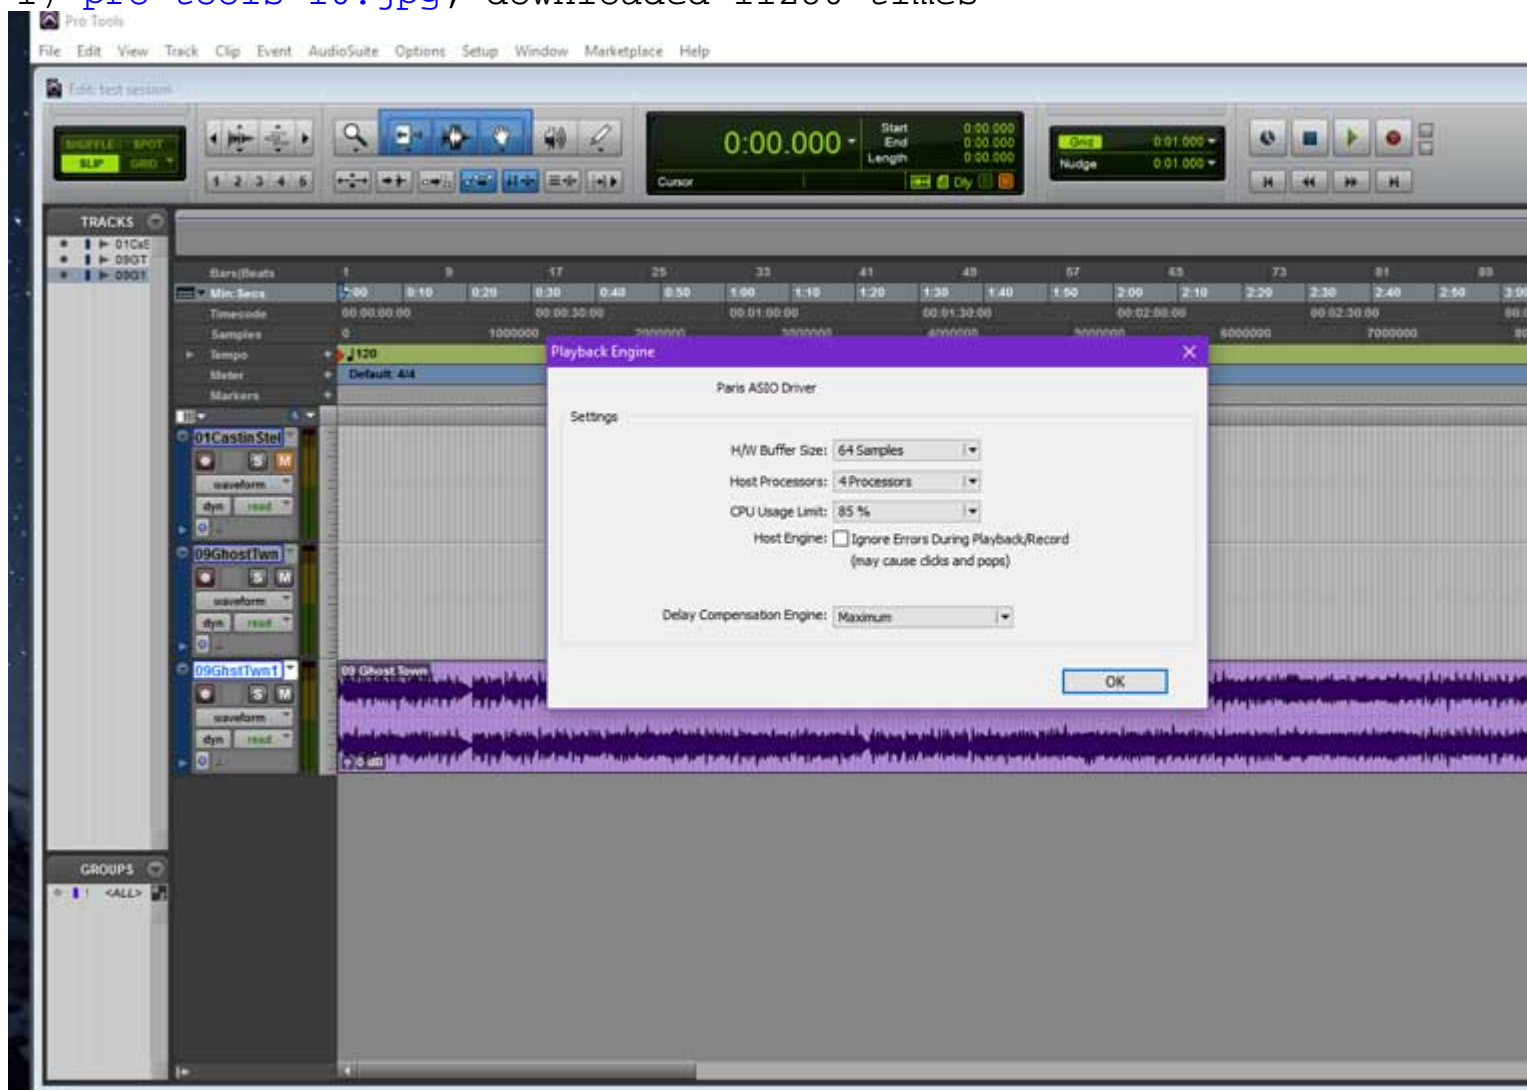 Pro Tools
File Edit View Track Clip Event AudioSuite Options Setup Window Marketplace Help
Edit: test session
SHUFFLE SPOT
SLIP GRID
1 2 3 4 5
0:00.000
Start 0:00.000
End 0:00.000
Length 0:00.000
Cursor
Dly
Grid 0:01.000
Nudge 0:01.000
TRACKS
01CsS
09GT
09GT
Bars|Beats 1 9 17 25 33 41 49 57 65 73 81 89
Min:Secs 0:00 0:10 0:20 0:30 0:40 0:50 1:00 1:10 1:20 1:30 1:40 1:50 2:00 2:10 2:20 2:30 2:40 2:50 3:00
Timecode 00:00:00:00 00:00:30:00 00:01:00:00 00:01:30:00 00:02:00:00 00:02:30:00
Samples 0 1000000 2000000 3000000 4000000 5000000 6000000 7000000
Tempo 120
Meter Default: 4/4
Markers
Playback Engine
Paris ASIO Driver
Settings
H/W Buffer Size: 64 Samples
Host Processors: 4 Processors
CPU Usage Limit: 85 %
Host Engine: Ignore Errors During Playback/Record
(may cause clicks and pops)
Delay Compensation Engine: Maximum
OK
01CastinStel
S M
waveform
dyn read
09GhostTwn
S M
waveform
dyn read
09GhstTwn1
S M
waveform
dyn read
09 Ghost Town
0 dB
GROUPS
! <ALL>